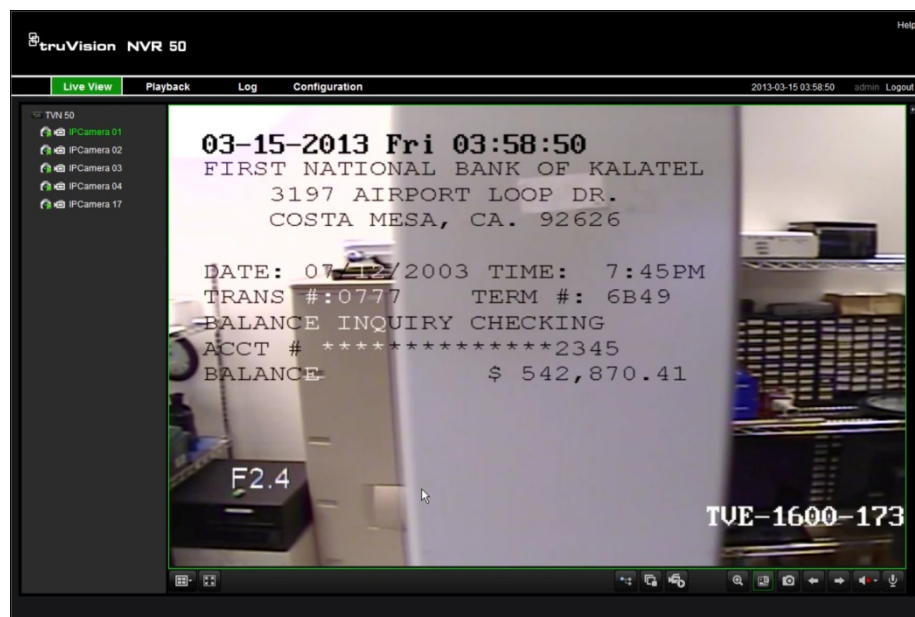 truVision NVR 50
Help
Live View Playback Log Configuration
2013-03-15 03:58:50 admin Logout
TVN 50
IPCamera 01
IPCamera 02
IPCamera 03
IPCamera 04
IPCamera 17
03-15-2013 Fri 03:58:50
FIRST NATIONAL BANK OF KALATEL
3197 AIRPORT LOOP DR.
COSTA MESA, CA. 92626
DATE: 07/12/2003 TIME: 7:45PM
TRANS #:0777 TERM #: 6B49
BALANCE INQUIRY CHECKING
ACCT # **************2345
BALANCE $ 542,870.41
F2.4
TVE-1600-173